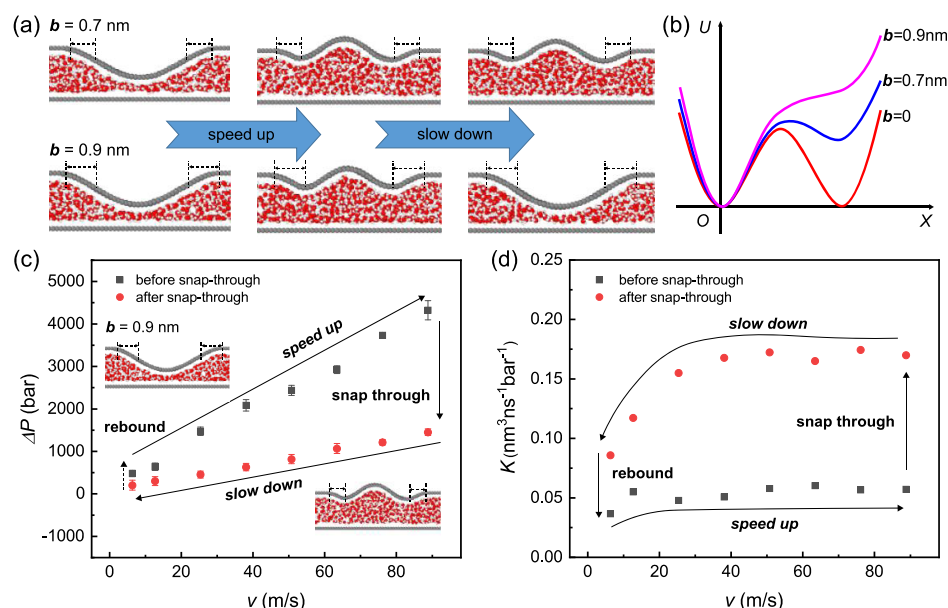 (a)
b = 0.7 nm
speed up
slow down
b = 0.9 nm
(b)
U
b=0.9nm
b=0.7nm
b=0
O
X
(c)
before snap-through
after snap-through
b = 0.9 nm
speed up
snap through
rebound
slow down
5000
4000
3000
2000
1000
0
-1000
ΔP (bar)
0
20
40
60
80
100
v (m/s)
(d)
before snap-through
after snap-through
slow down
snap through
rebound
speed up
0.25
0.20
0.15
0.10
0.05
0.00
K (nm³ns⁻¹bar⁻¹)
0
20
40
60
80
100
v (m/s)